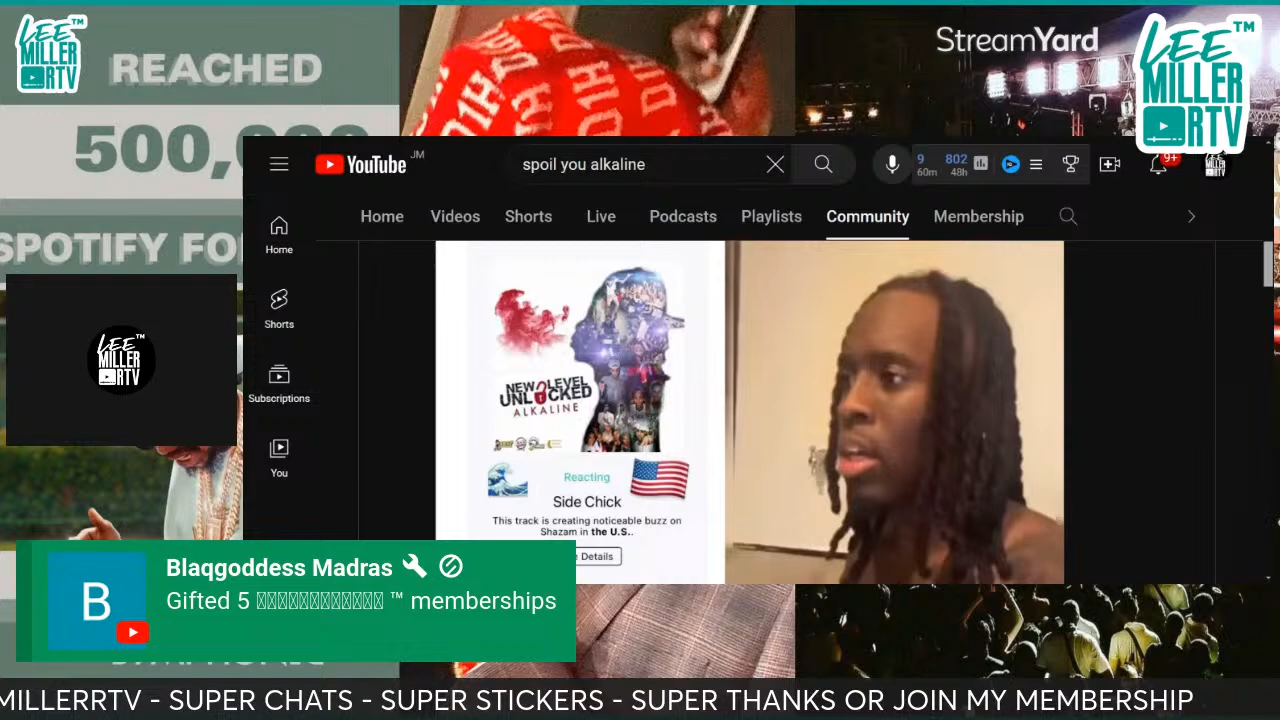 LEE™
MILLER
RTV
REACHED
500,
SPOTIFY FO
StreamYard
LEE™
MILLER
RTV
YouTube JM
spoil you alkaline
9 802
60m 48h
9+
Home Videos Shorts Live Podcasts Playlists Community Membership
Home
Shorts
Subscriptions
You
LEE™
MILLER
RTV
NEW LEVEL
UNLOCKED
ALKALINE
Reacting
Side Chick
This track is creating noticeable buzz on
Shazam in the U.S..
Details
B
Blaqgoddess Madras
Gifted 5 ™ memberships
MILLERRTV - SUPER CHATS - SUPER STICKERS - SUPER THANKS OR JOIN MY MEMBERSHIP